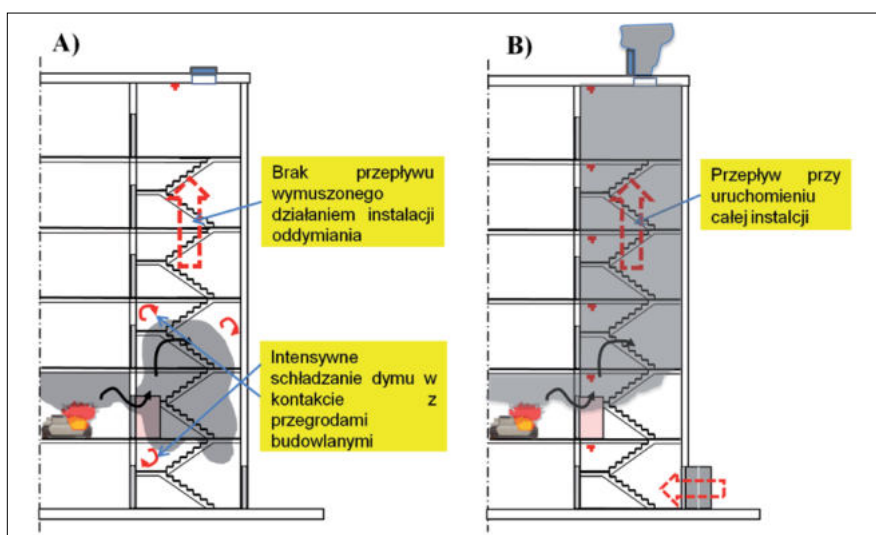 A)
B)
Brak przepływu
wymuszonego
działaniem instalacji
oddymiania
Przepływ przy
uruchomieniu
całej instalcji
Intensywne
schładzanie dymu w
kontakcie z
przegrodami
budowlanymi